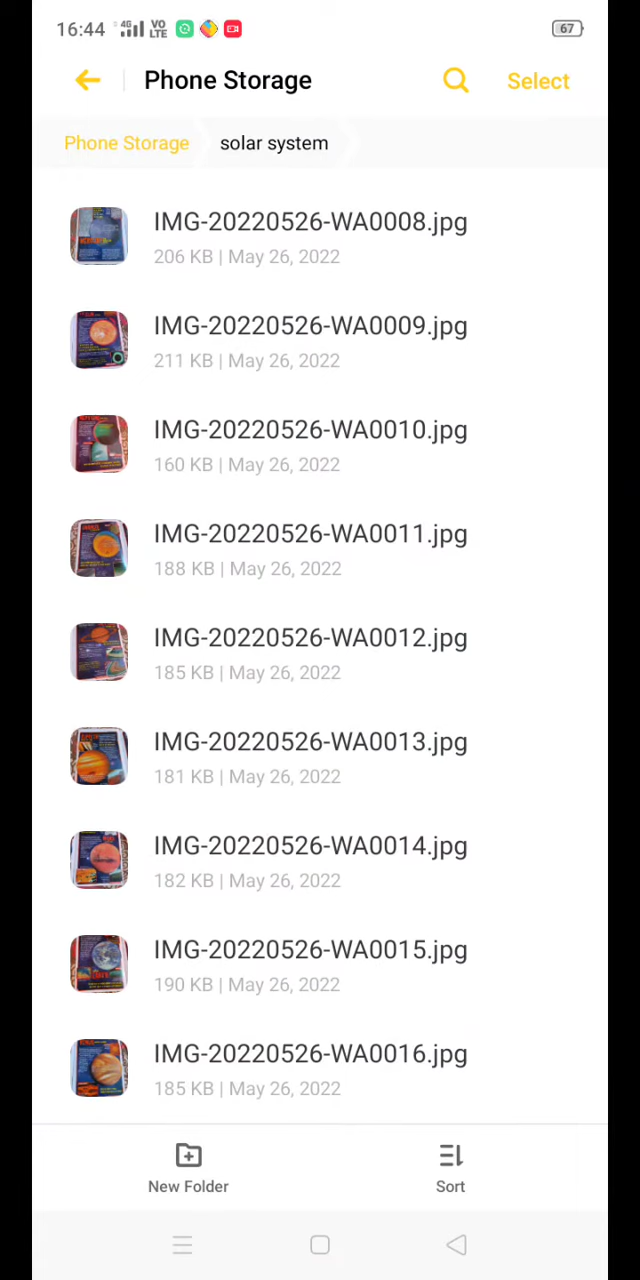 16:44 4G VO LTE 67
Phone Storage Select
Phone Storage solar system
IMG-20220526-WA0008.jpg
206 KB | May 26, 2022
IMG-20220526-WA0009.jpg
211 KB | May 26, 2022
IMG-20220526-WA0010.jpg
160 KB | May 26, 2022
IMG-20220526-WA0011.jpg
188 KB | May 26, 2022
IMG-20220526-WA0012.jpg
185 KB | May 26, 2022
IMG-20220526-WA0013.jpg
181 KB | May 26, 2022
IMG-20220526-WA0014.jpg
182 KB | May 26, 2022
IMG-20220526-WA0015.jpg
190 KB | May 26, 2022
IMG-20220526-WA0016.jpg
185 KB | May 26, 2022
New Folder Sort